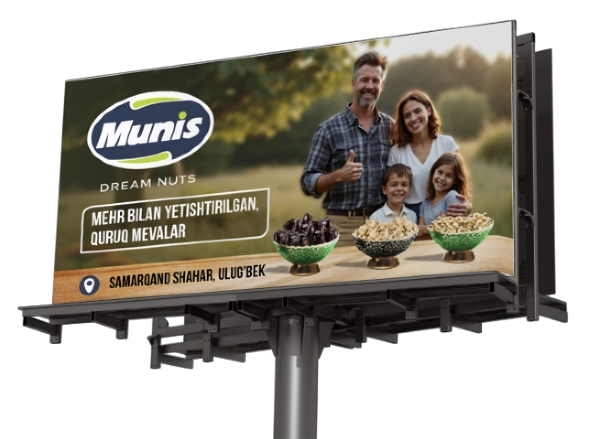 Munis
DREAM NUTS
MEHR BILAN YETISHTIRILGAN,
QURUQ MEVALAR
SAMARQAND SHAHAR, ULUG'BEK